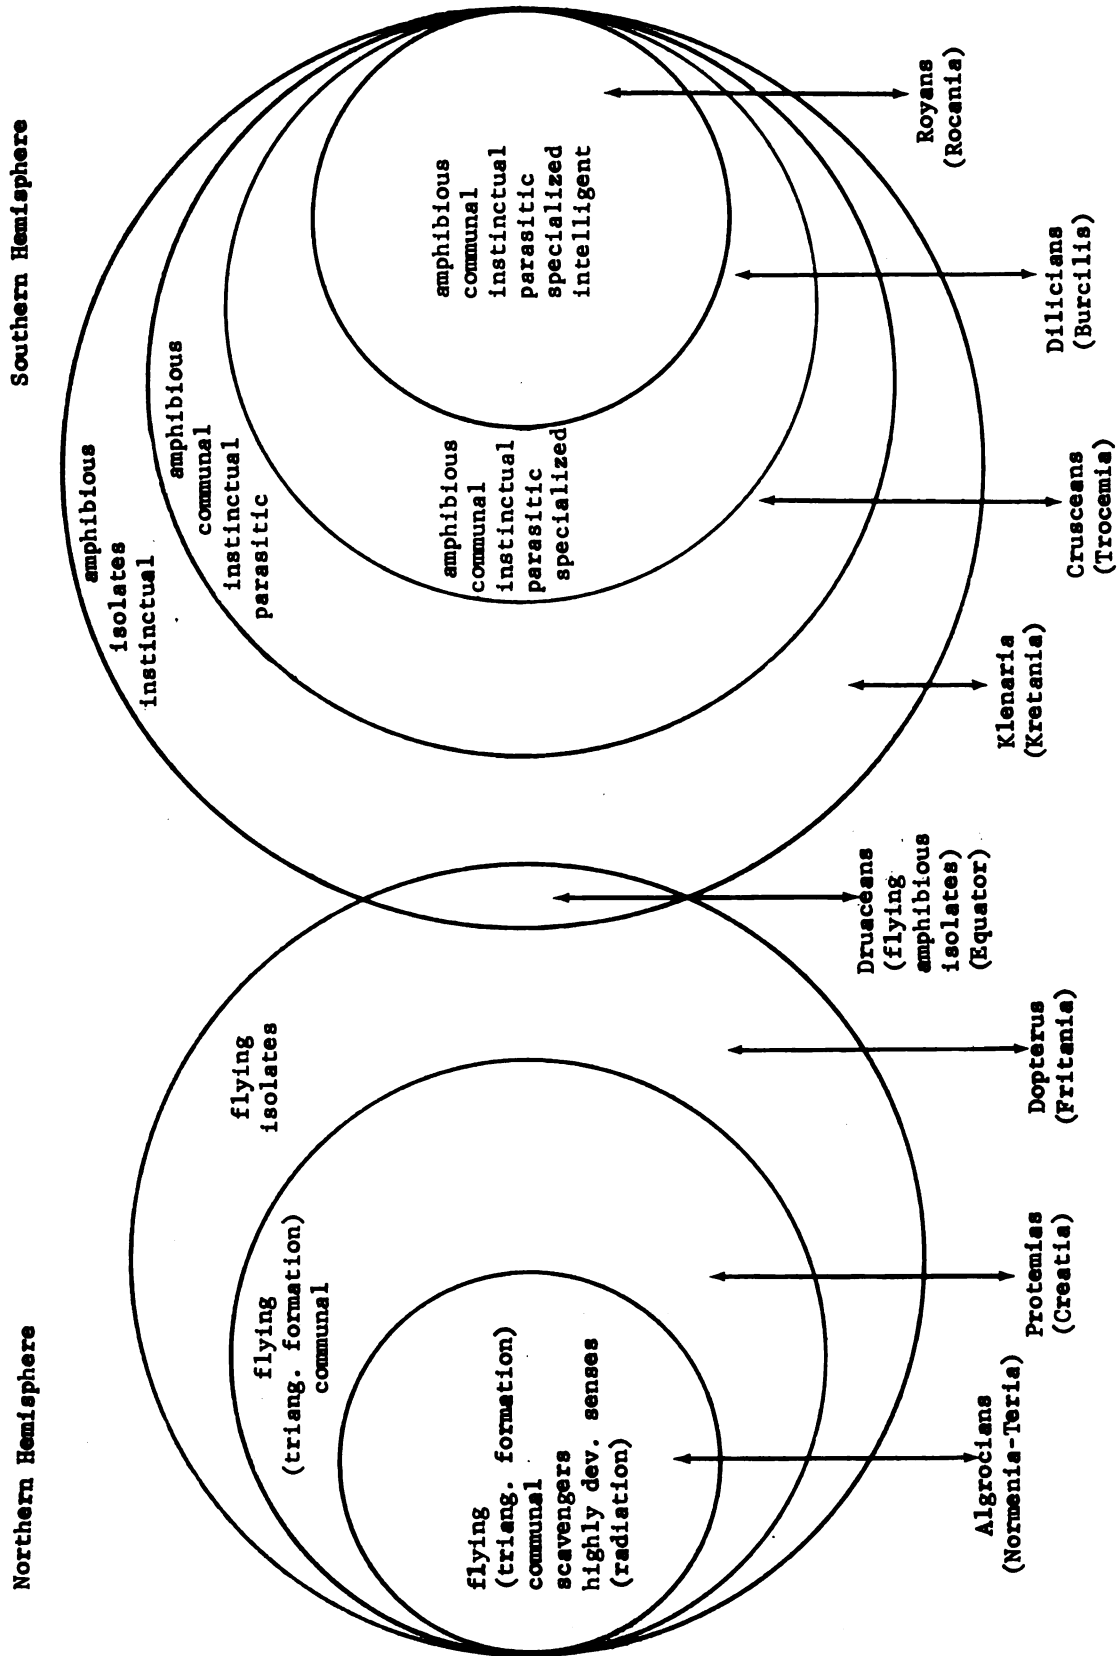 Northern Hemisphere
Southern Hemisphere
flying
(triang. formation)
communal
scavengers
highly dev. senses
(radiation)
flying
(triang. formation)
communal
flying
isolates
amphibious
isolates
instinctual
amphibious
communal
instinctual
parasitic
amphibious
communal
instinctual
parasitic
specialized
amphibious
communal
instinctual
parasitic
specialized
intelligent
Algrocians
(Normenia-Teria)
Protemias
(Creatia)
Dopterus
(Fritania)
Druaceans
(flying
amphibious
isolates)
(Equator)
Klenaria
(Kretania)
Crusceans
(Trocemia)
Dilicians
(Burcilis)
Royans
(Rocania)